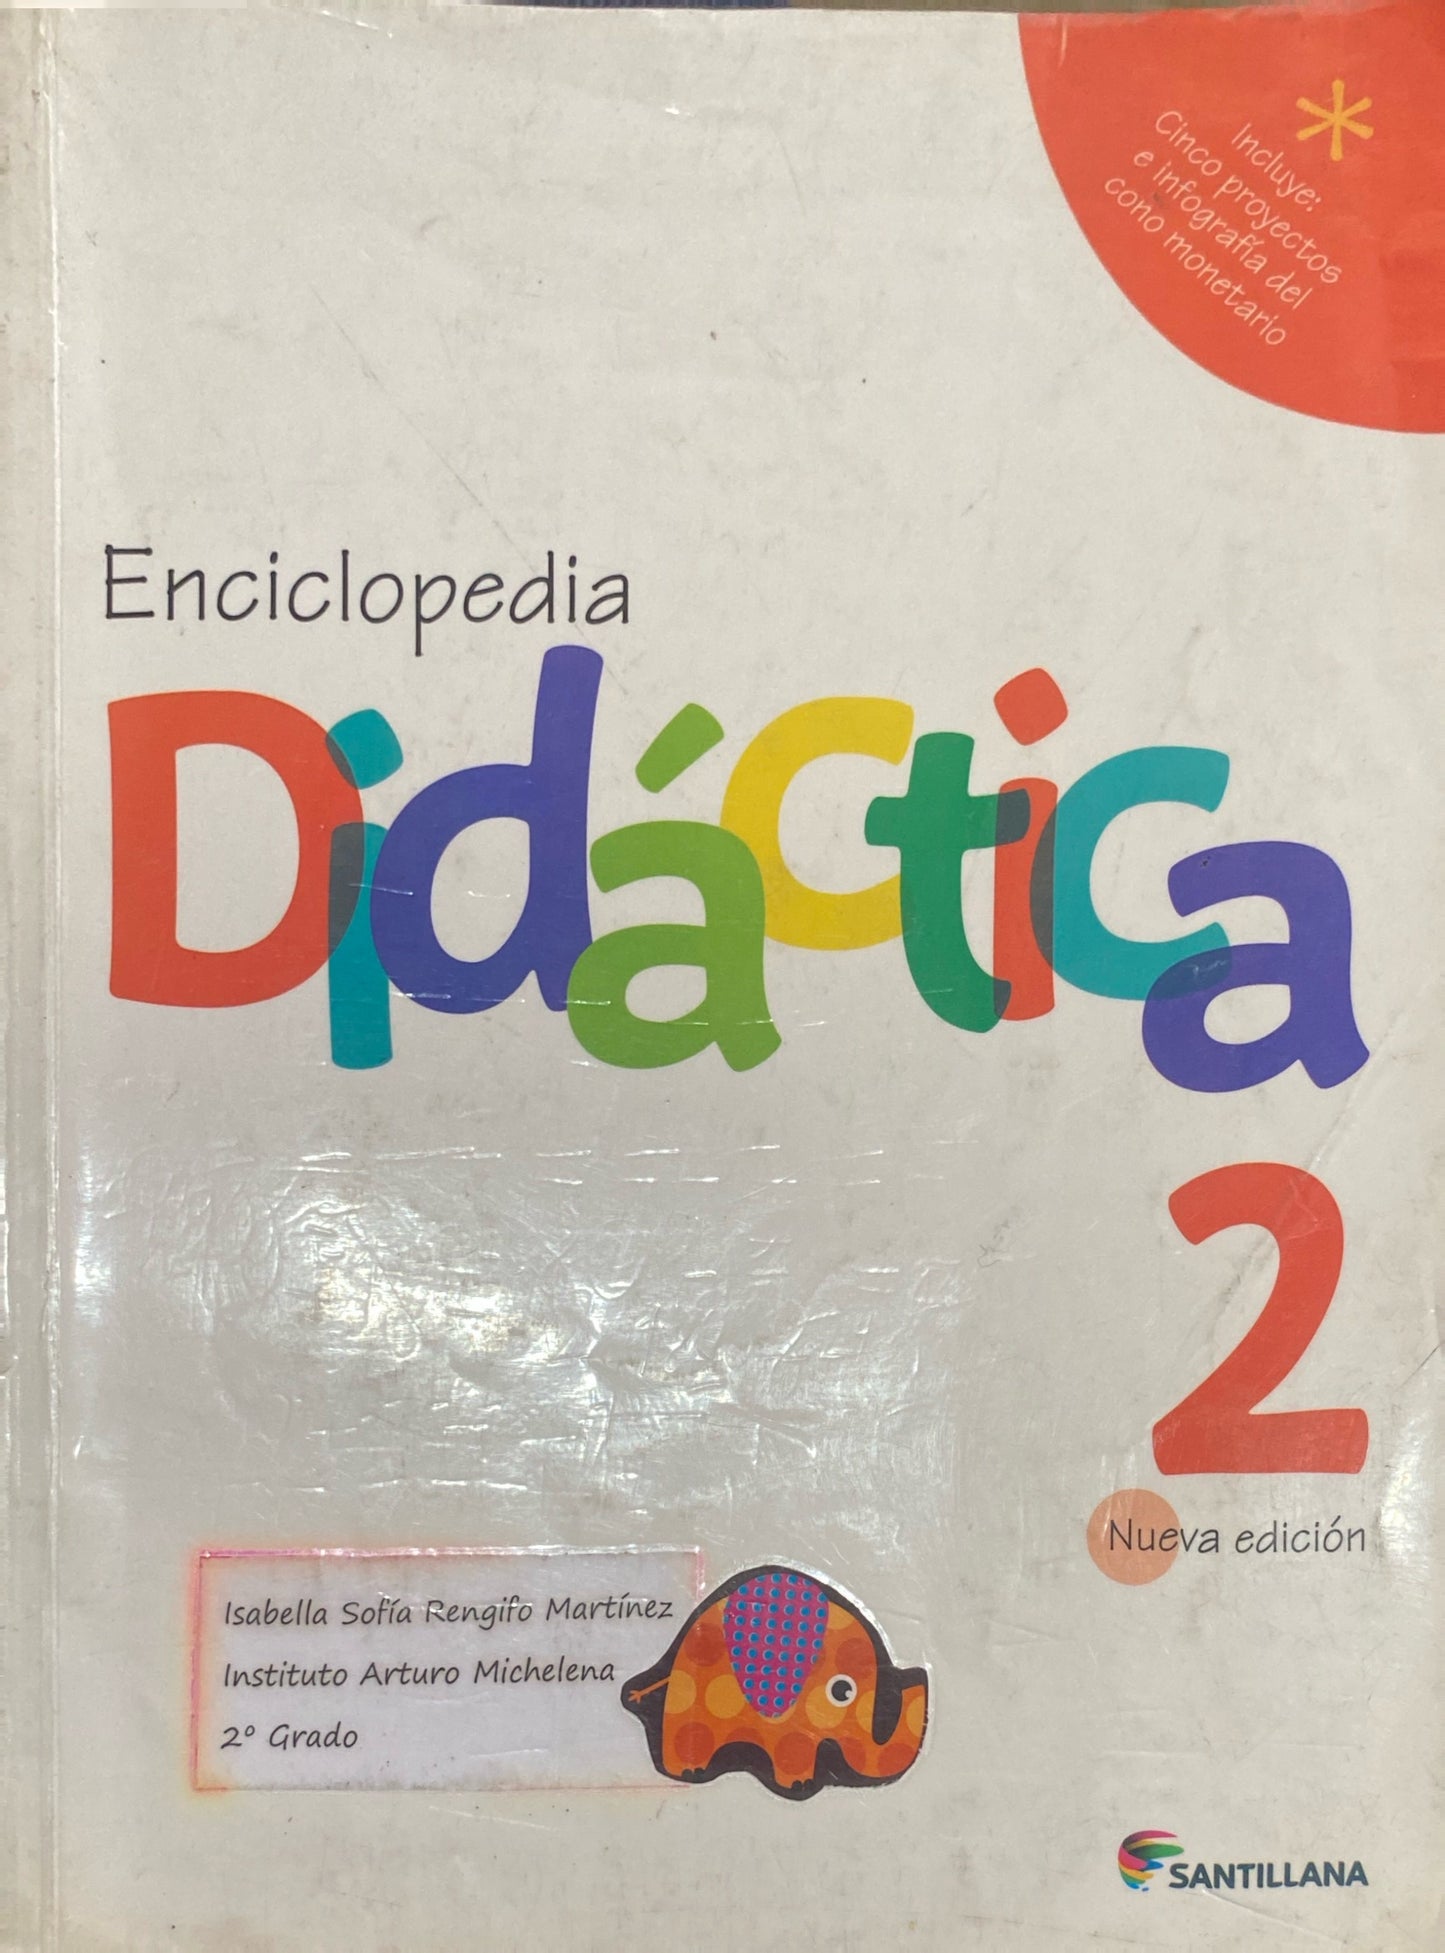 Incluye:
Cinco proyectos
e infografía del
cono monetario
Enciclopedia
Didáctica
2
Nueva edición
Isabella Sofía Rengifo Martínez
Instituto Arturo Michelena
2° Grado
SANTILLANA